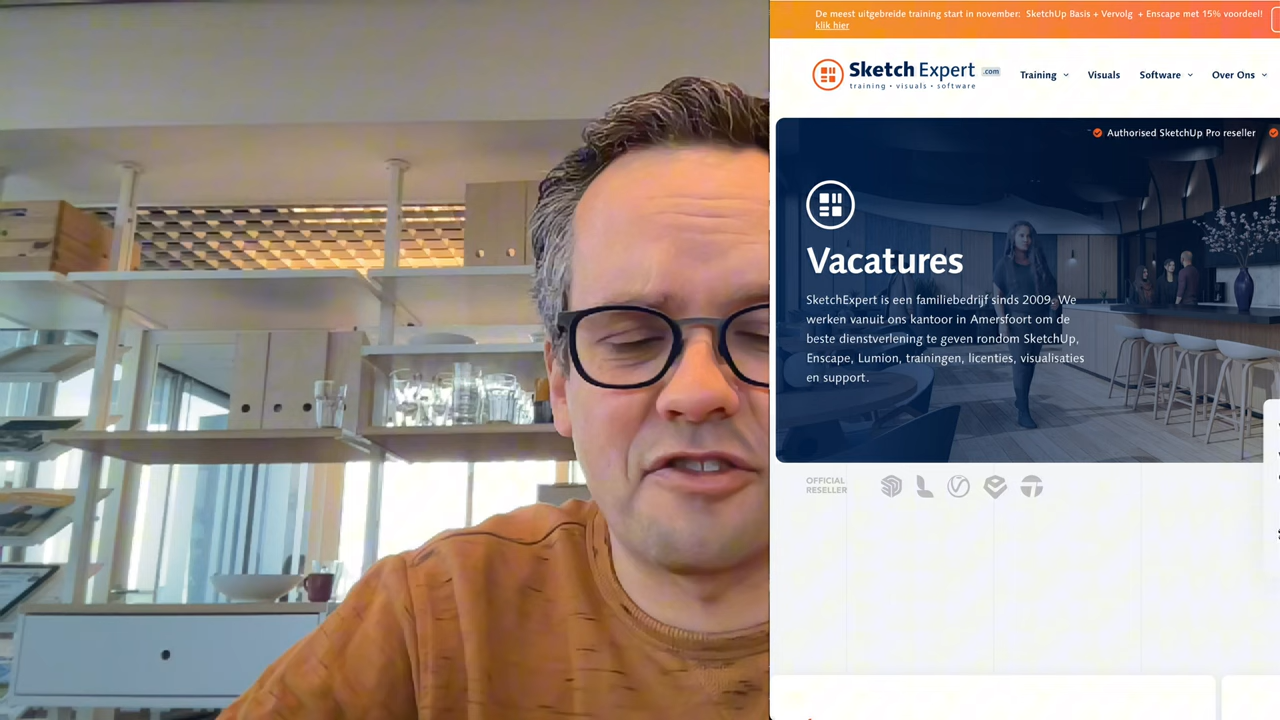 De meest uitgebreide training start in november: SketchUp Basis + Vervolg + Enscape met 15% voordeel!
klik hier
Sketch Expert .com
training • visuals • software
Training
Visuals
Software
Over Ons
Authorised SketchUp Pro reseller
Vacatures
SketchExpert is een familiebedrijf sinds 2009. We
werken vanuit ons kantoor in Amersfoort om de
beste dienstverlening te geven rondom SketchUp,
Enscape, Lumion, trainingen, licenties, visualisaties
en support.
OFFICIAL
RESELLER